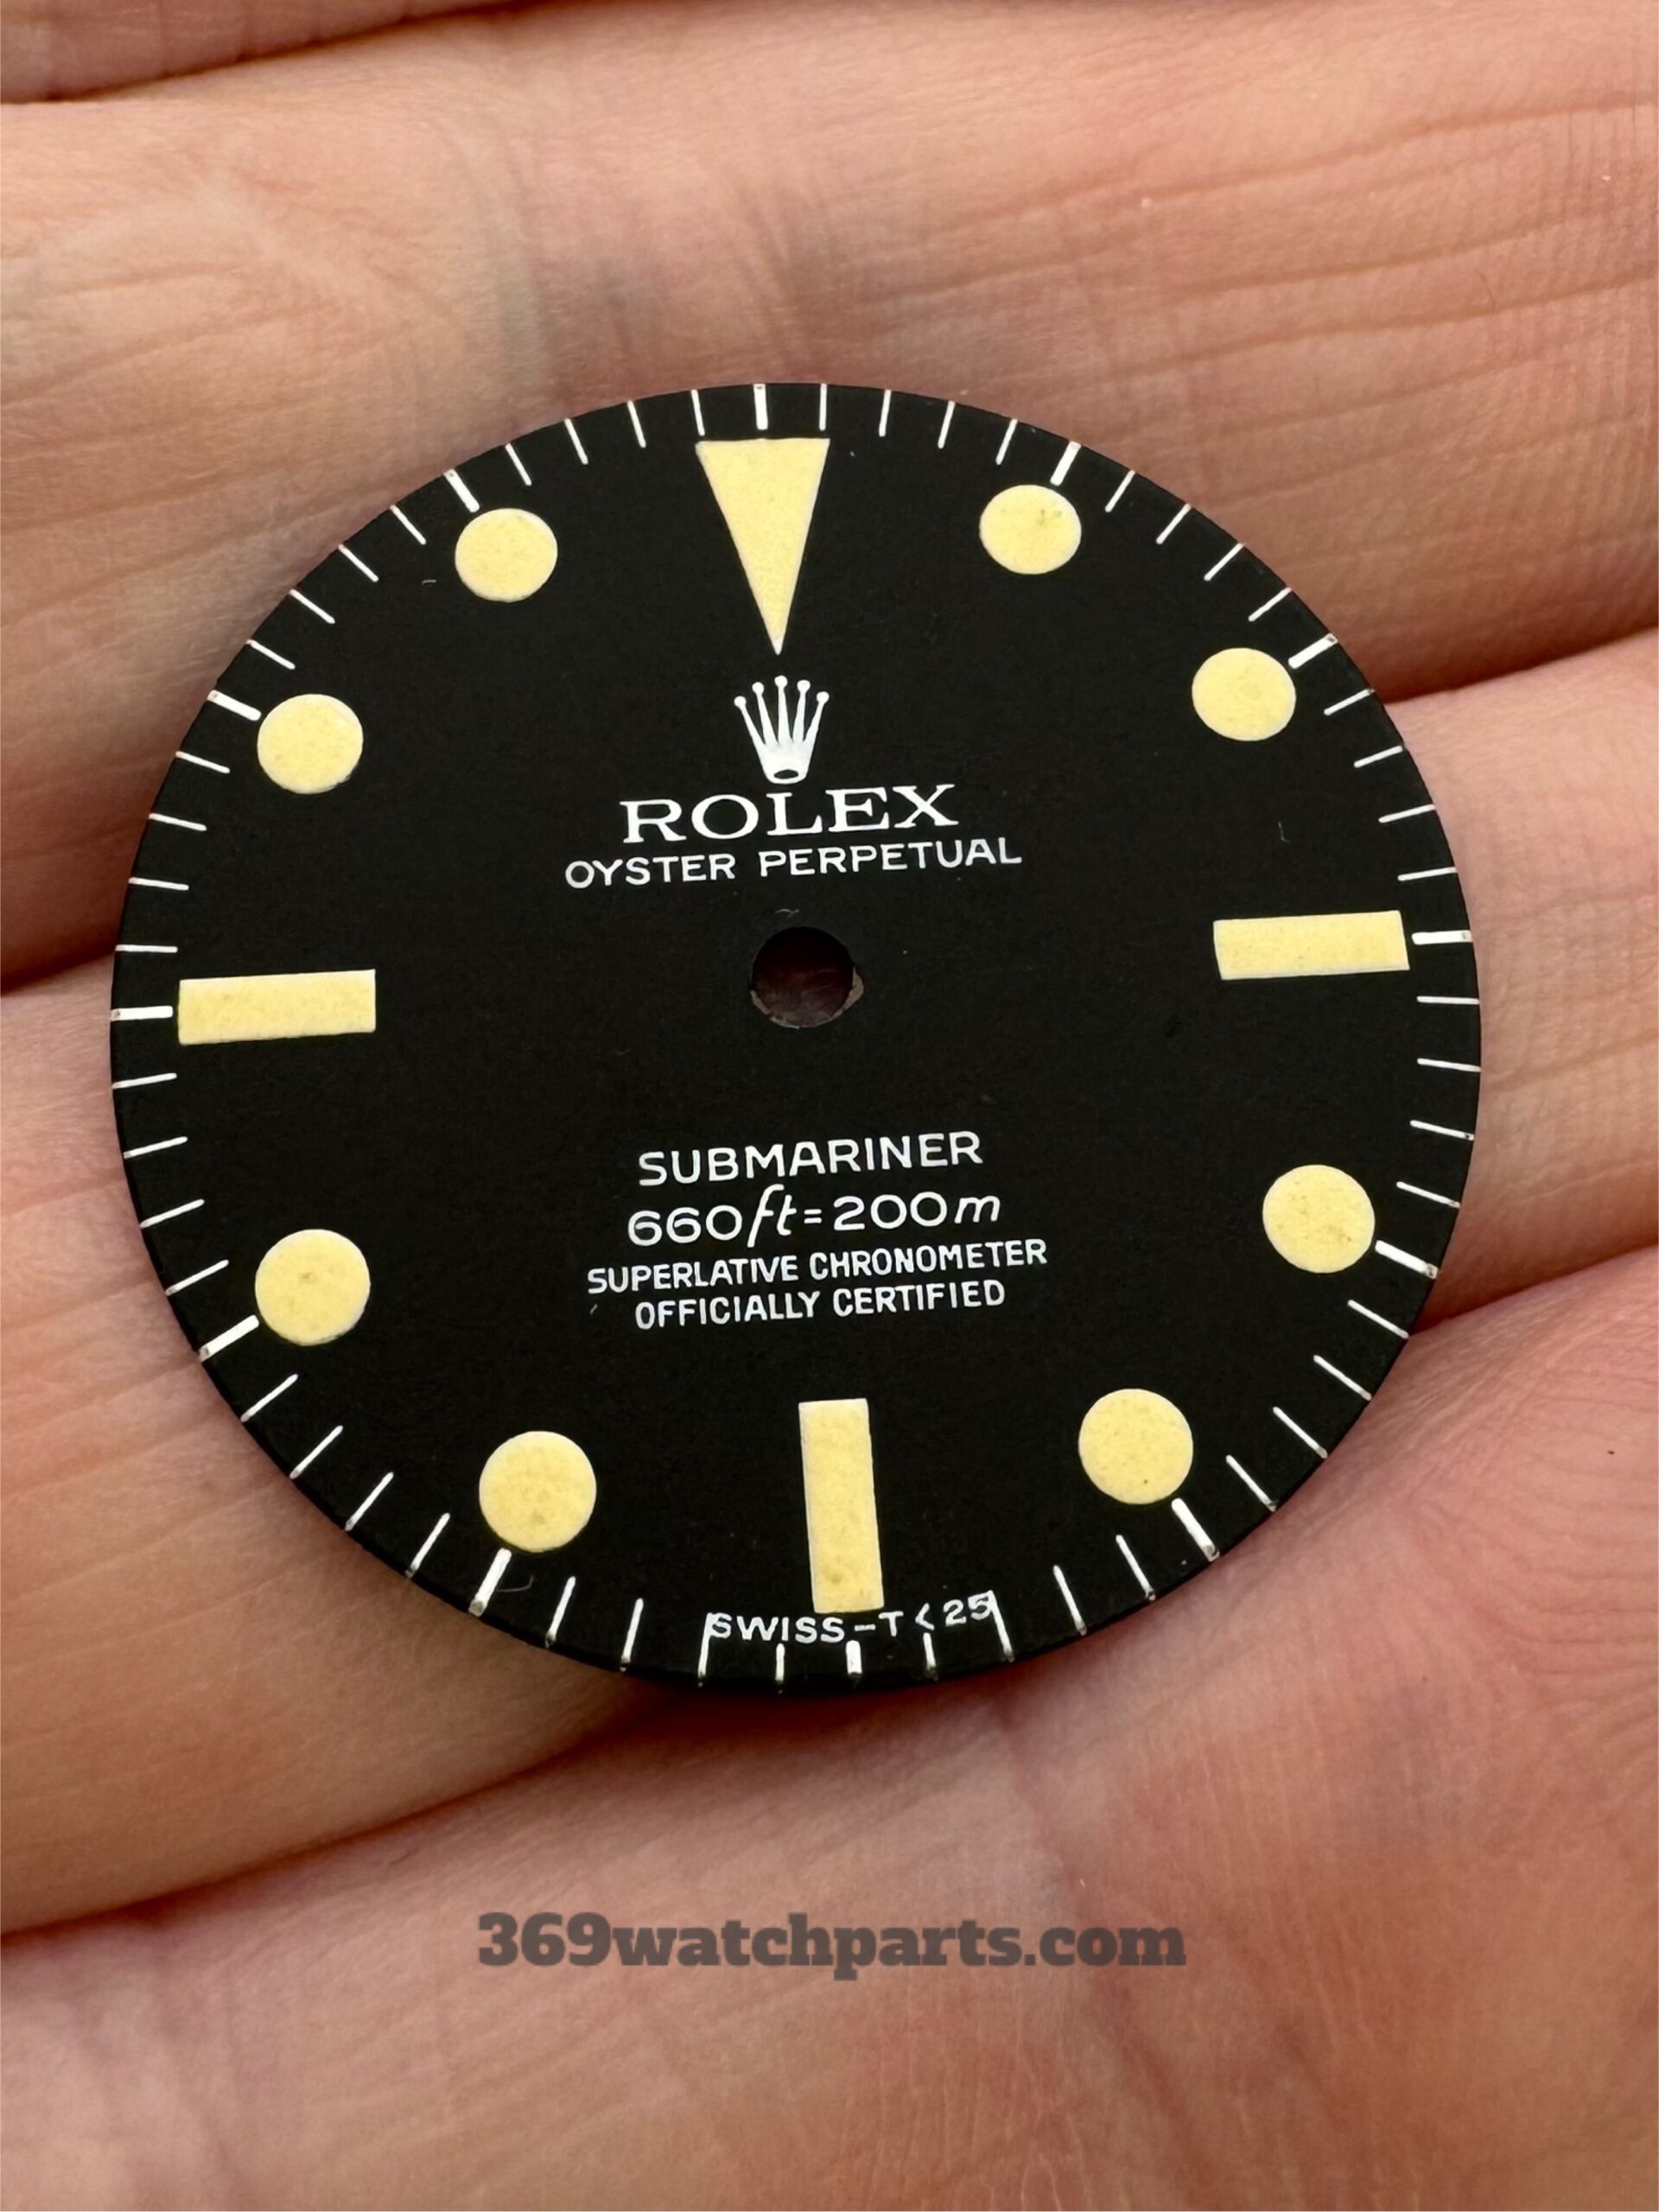 ROLEX
OYSTER PERPETUAL
SUBMARINER
660ft=200m
SUPERLATIVE CHRONOMETER
OFFICIALLY CERTIFIED
SWISS-T<25
369watchparts.com